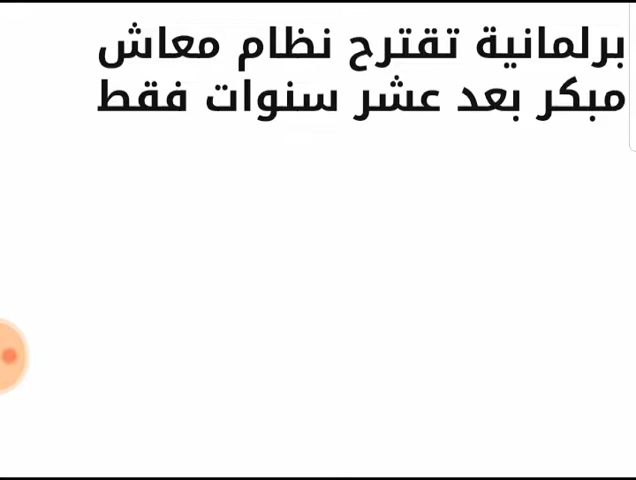 برلمانية تقترح نظام معاش
مبكر بعد عشر سنوات فقط